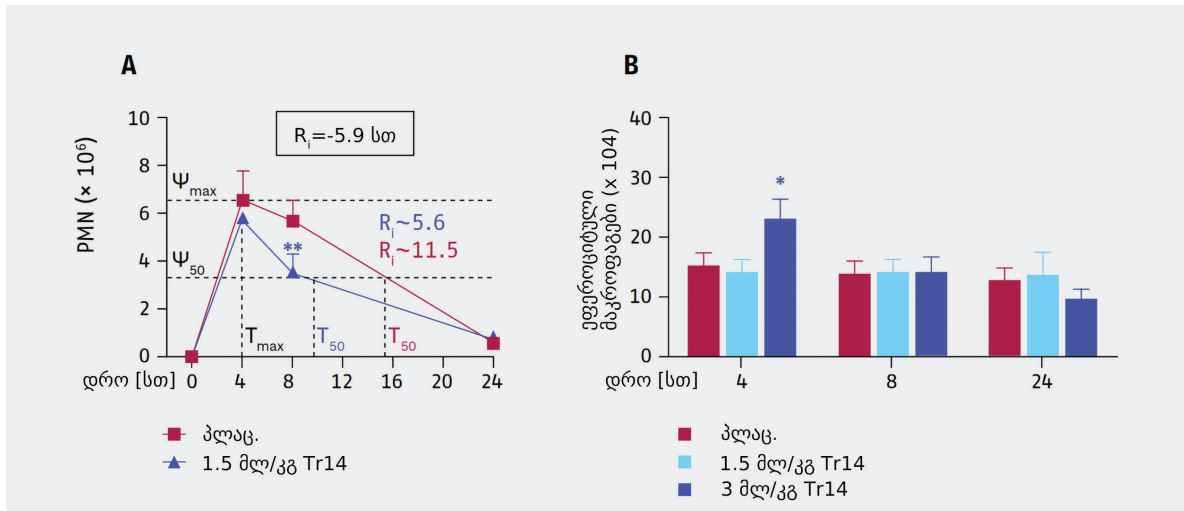 A
PMN (× 10⁶)
10
8
6
4
2
0
Rᵢ=-5.9 სთ
Ψmax
Ψ50
Rᵢ~5.6
Rᵢ~11.5
**
Tmax
T50
T50
დრო [სთ]
0 4 8 12 16 20 24
პლაც.
1.5 მლ/კგ Tr14
B
ეფეროციტული
მაკროფაგები (x 104)
40
30
20
10
0
*
დრო [სთ]
4 8 24
პლაც.
1.5 მლ/კგ Tr14
3 მლ/კგ Tr14